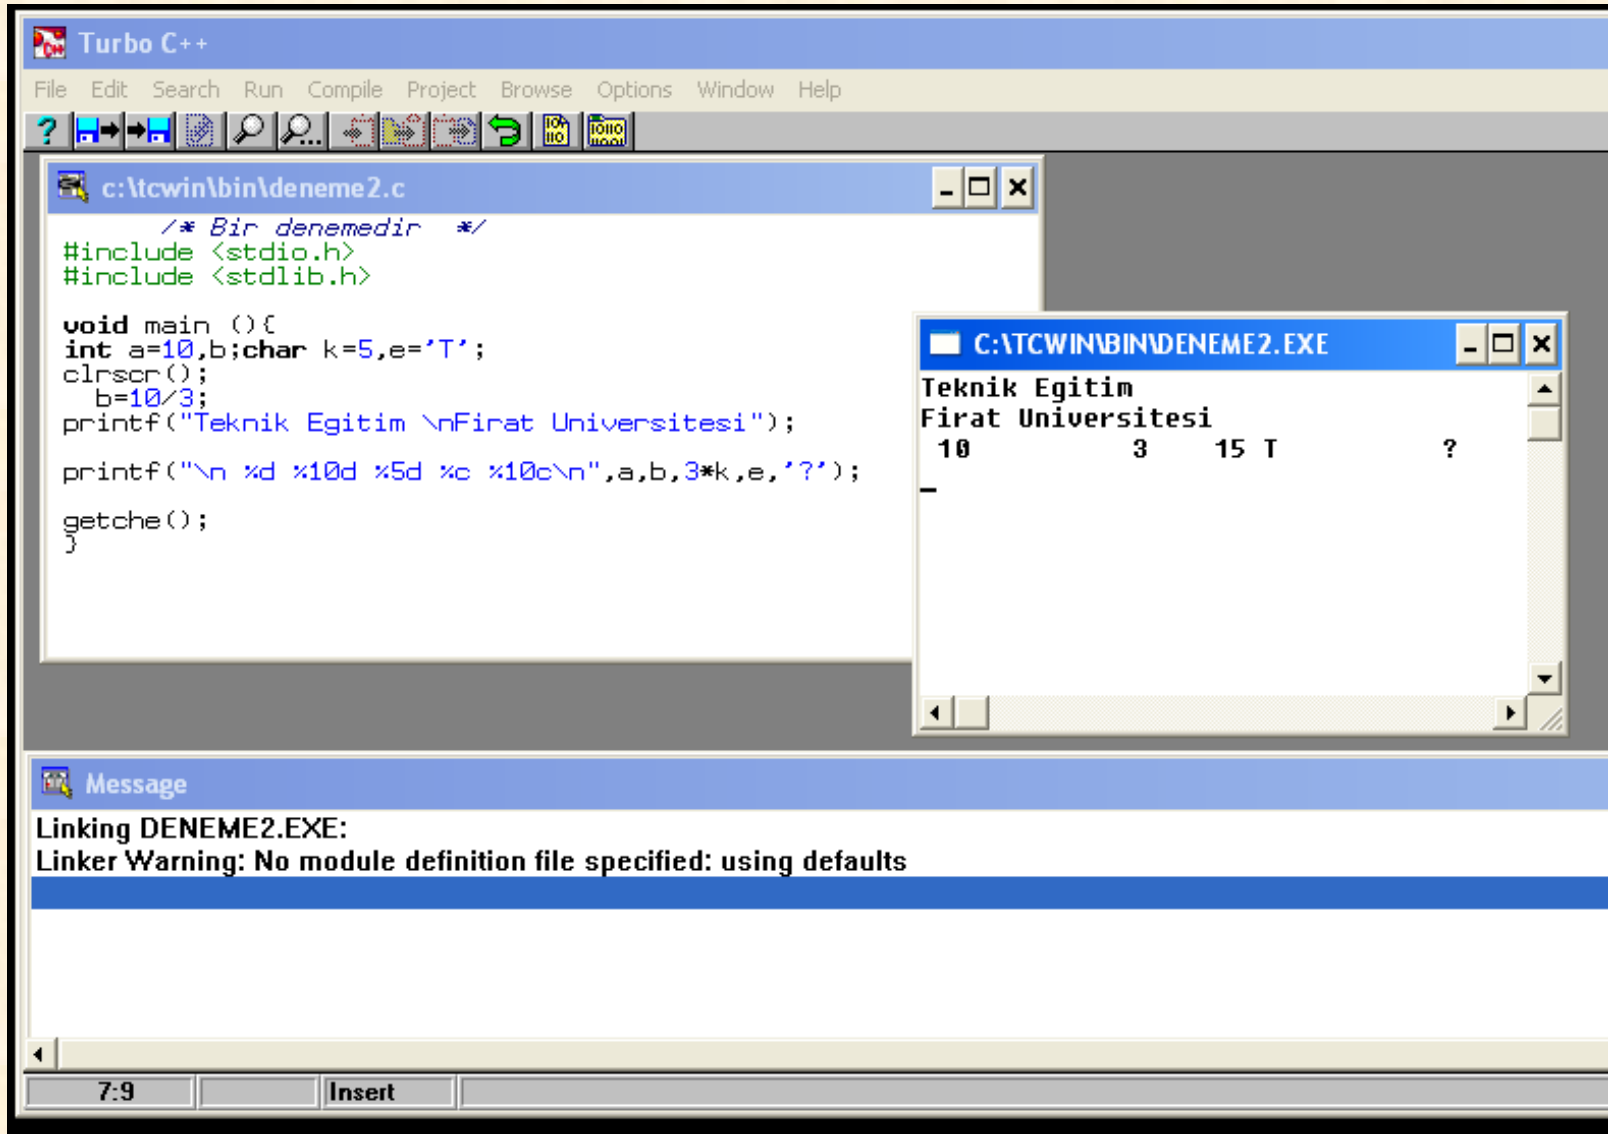 Turbo C++
File Edit Search Run Compile Project Browse Options Window Help
c:\tcwin\bin\deneme2.c
/* Bir denemedir */
#include <stdio.h>
#include <stdlib.h>
void main (){
int a=10,b;char k=5,e='T';
clrscr();
b=10/3;
printf("Teknik Egitim \nFirat Universitesi");
printf("\n %d %10d %5d %c %10c\n",a,b,3*k,e,'?');
getche();
}
C:\TCWIN\BIN\DENEME2.EXE
Teknik Egitim
Firat Universitesi
10 3 15 T ?
Message
Linking DENEME2.EXE:
Linker Warning: No module definition file specified: using defaults
7:9 Insert